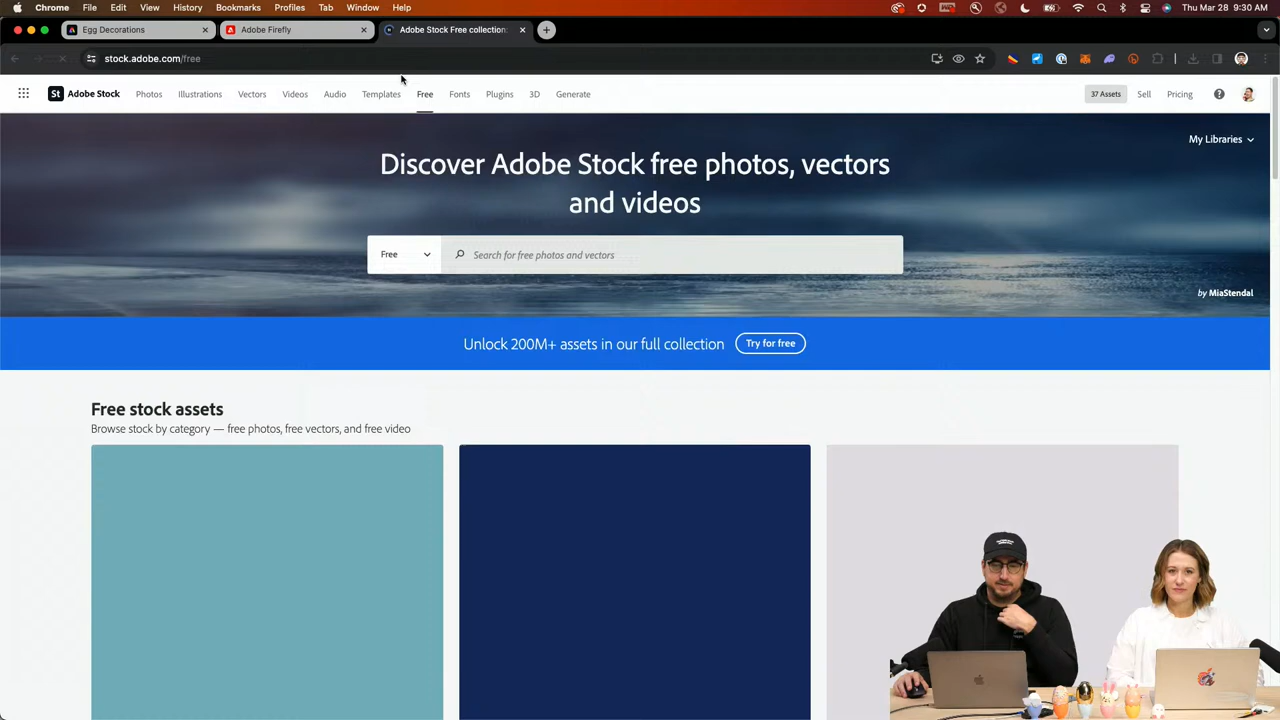 Chrome File Edit View History Bookmarks Profiles Tab Window Help
Thu Mar 28 9:30 AM
Egg Decorations
Adobe Firefly
Adobe Stock Free collection
stock.adobe.com/free
St Adobe Stock Photos Illustrations Vectors Videos Audio Templates Free Fonts Plugins 3D Generate
37 Assets Sell Pricing
My Libraries
Discover Adobe Stock free photos, vectors
and videos
Free
Search for free photos and vectors
by MiaStendal
Unlock 200M+ assets in our full collection
Try for free
Free stock assets
Browse stock by category — free photos, free vectors, and free video